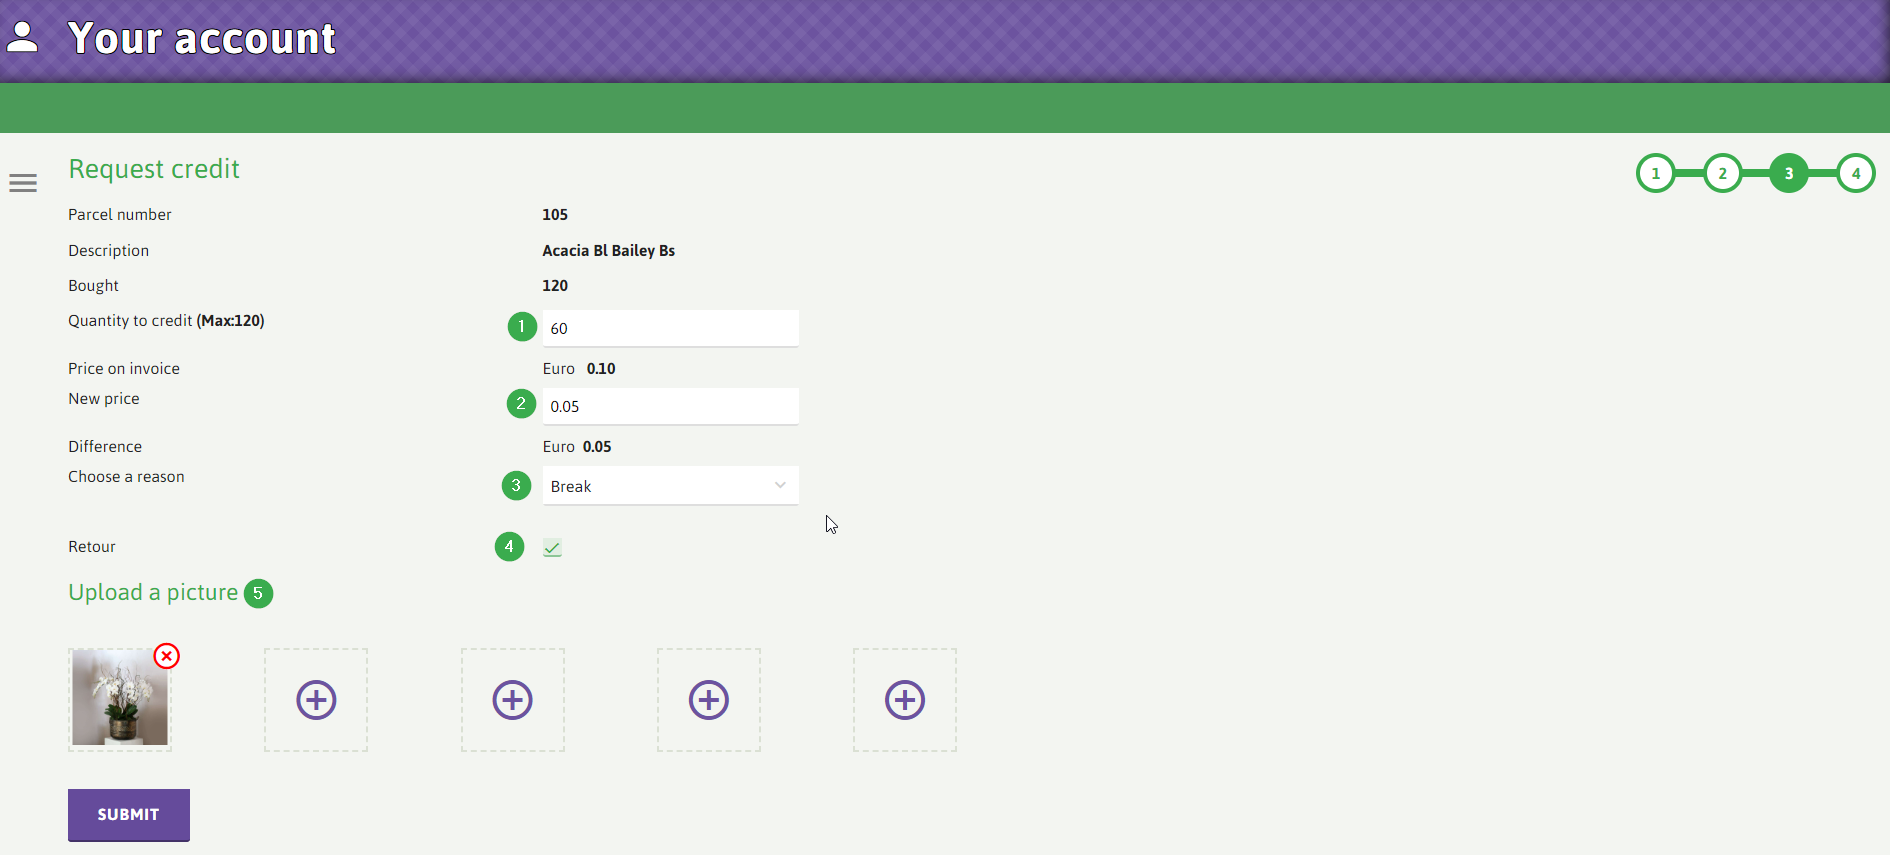 Your account
Request credit
1 2 3 4
Parcel number 105
Description Acacia Bl Bailey Bs
Bought 120
Quantity to credit (Max:120) 1 60
Price on invoice Euro 0.10
New price 2 0.05
Difference Euro 0.05
Choose a reason 3 Break
Retour 4
Upload a picture 5
SUBMIT